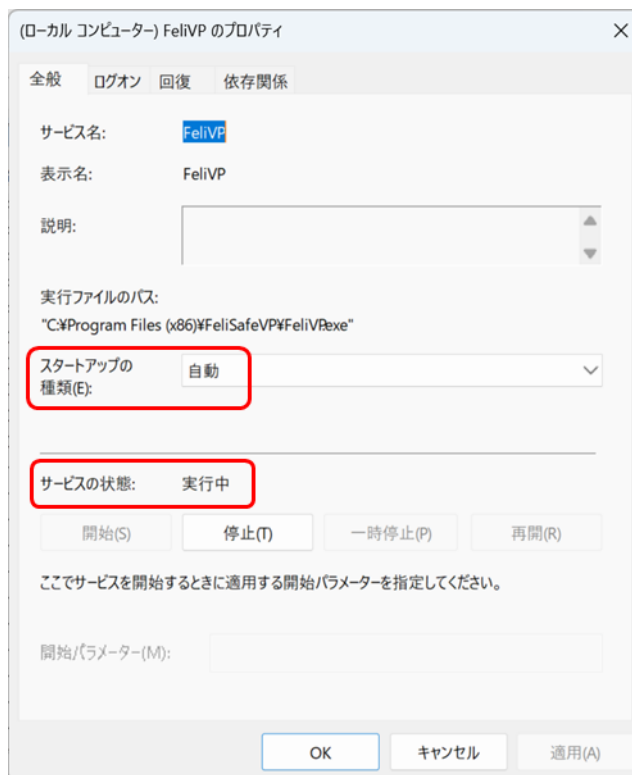 (ローカル コンピューター) FeliVP のプロパティ
全般 ログオン 回復 依存関係
サービス名: FeliVP
表示名: FeliVP
説明:
実行ファイルのパス:
"C:¥Program Files (x86)¥FeliSafeVP¥FeliVP.exe"
スタートアップの
種類(E): 自動
サービスの状態: 実行中
開始(S) 停止(T) 一時停止(P) 再開(R)
ここでサービスを開始するときに適用する開始パラメーターを指定してください。
開始パラメーター(M):
OK キャンセル 適用(A)